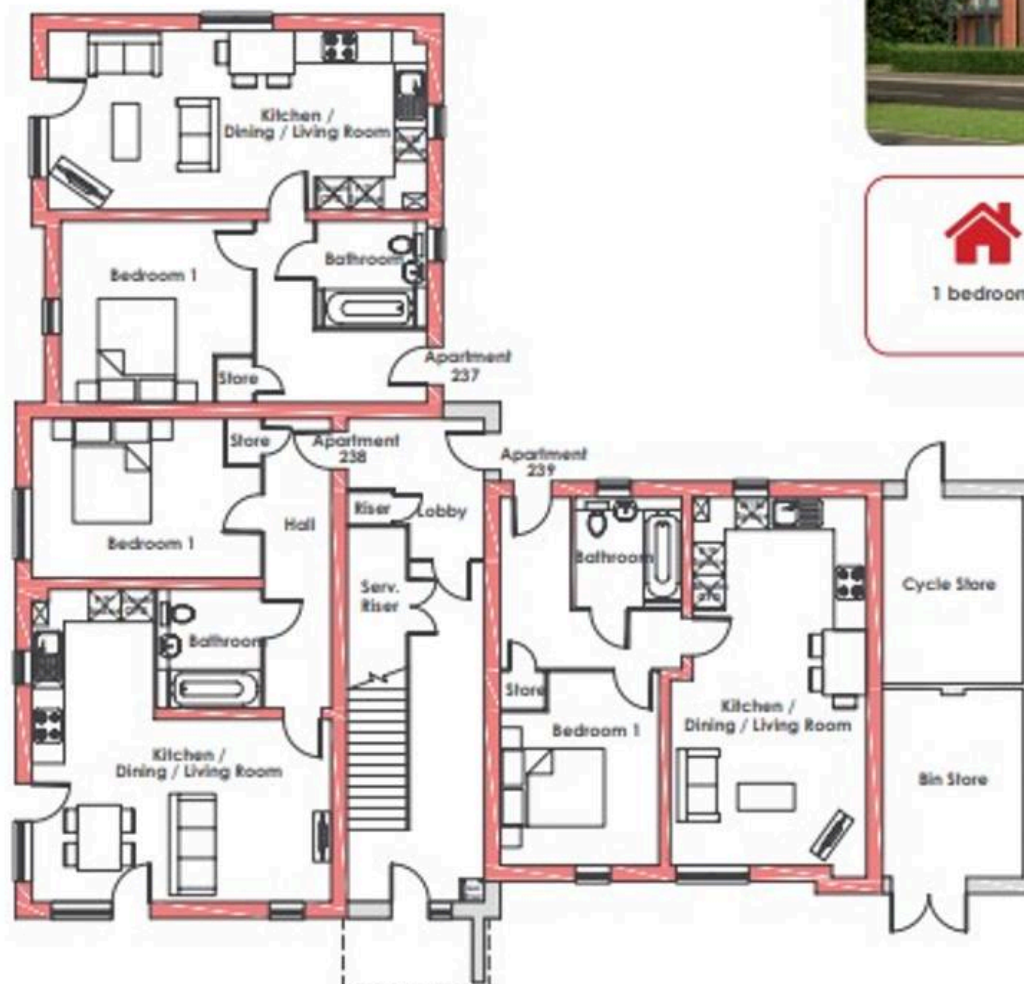 Kitchen /
Dining / Living Room
Bedroom 1
Bathroom
Store
Apartment
237
1 bedroom
Store
Apartment
238
Apartment
239
Riser
Lobby
Hall
Bedroom 1
Bathroom
Cycle Store
Serv.
Riser
Bathroom
Store
Kitchen /
Dining / Living Room
Bedroom 1
Kitchen /
Dining / Living Room
Bin Store